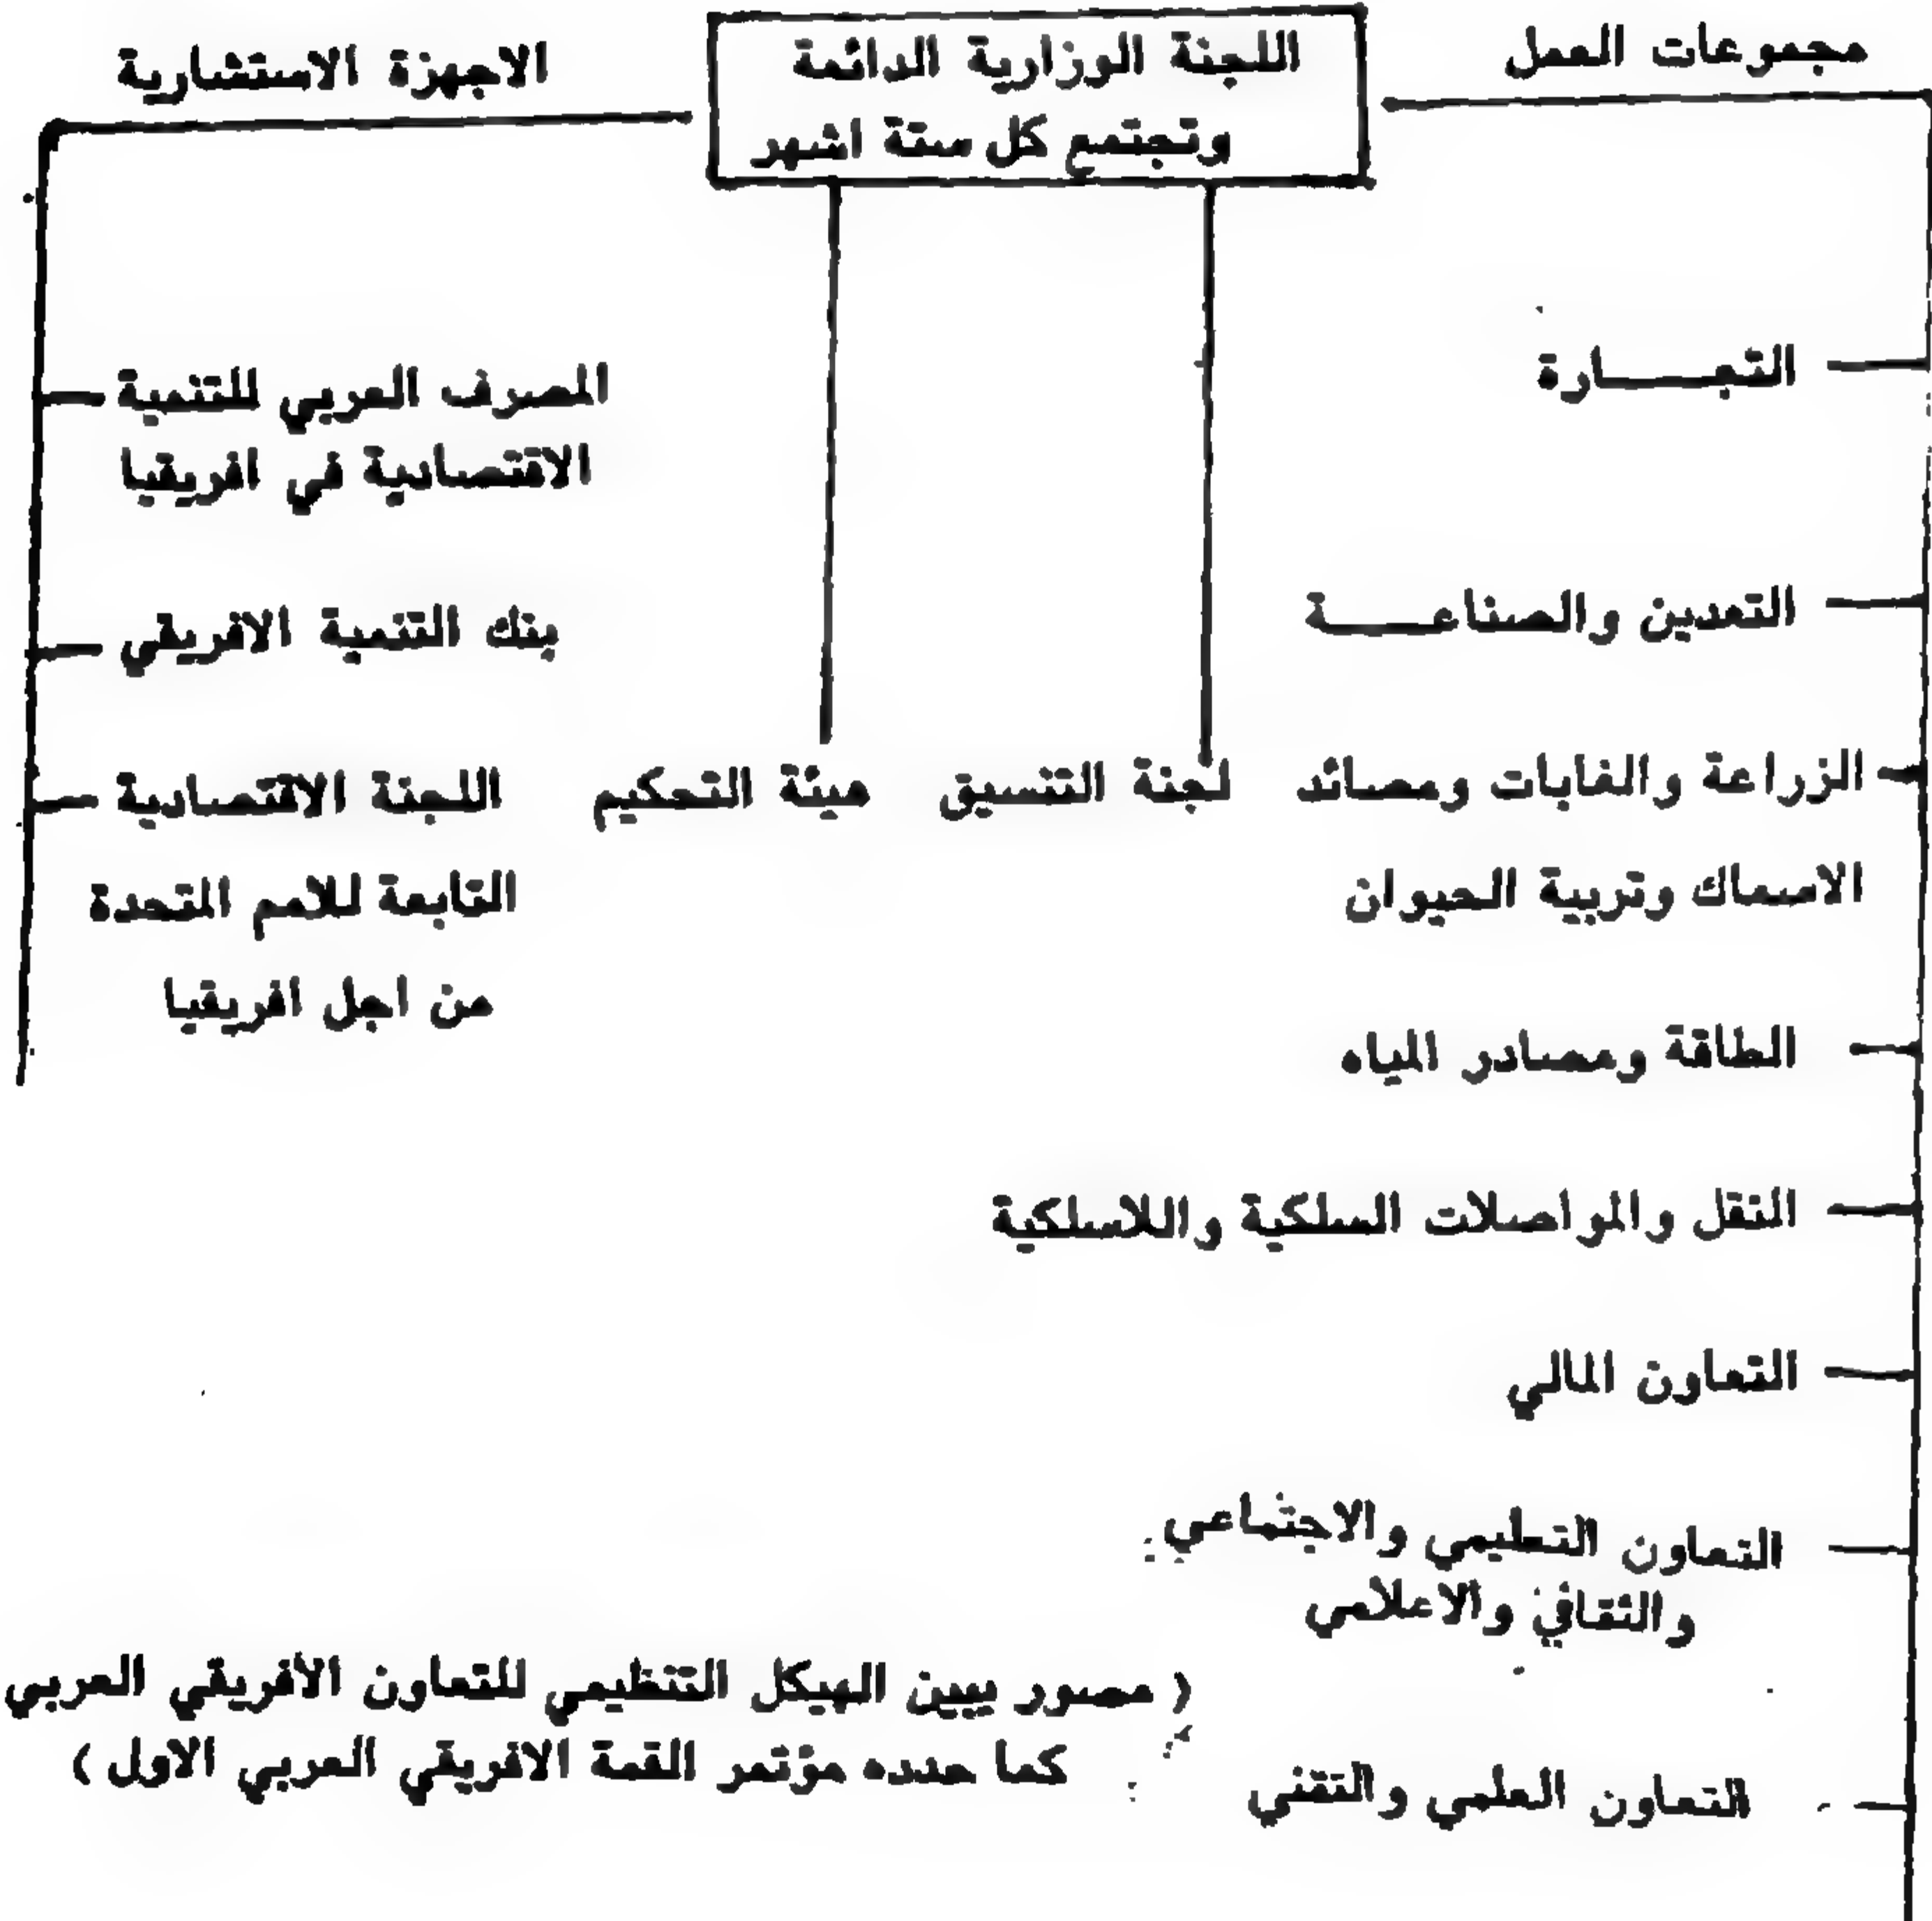 مجموعات العمل
التجـــــارة
التعدين والصناعـــــة
الزراعة والغابات ومصائد
الاسماك وتربية الحيوان
الطاقة ومصادر المياه
النقل والمواصلات السلكية واللاسلكية
التعاون المالي
التعاون التعليمي والاجتماعي
والثقافي والاعلامي
التعاون العلمي والتقني
اللجنة الوزارية الدائمة
وتجتمع كل ستة اشهر
لجنة التنسيق
هيئة التحكيم
الاجهزة الاستشارية
المصرف العربي للتنمية
الاقتصادية في افريقيا
بنك التنمية الافريقي
اللجنة الاقتصادية
التابعة للامم المتحدة
من اجل افريقيا
( مصور يبين الهيكل التنظيمي للتعاون الأفريقي العربي
كما حدده مؤتمر القمة الافريقي العربي الاول )